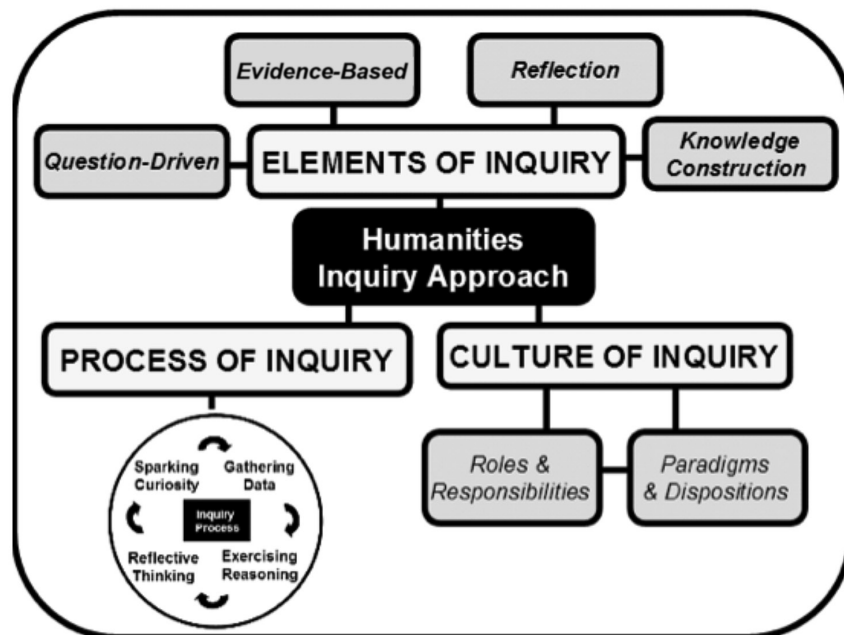 Evidence-Based
Reflection
Question-Driven
ELEMENTS OF INQUIRY
Knowledge
Construction
Humanities
Inquiry Approach
PROCESS OF INQUIRY
CULTURE OF INQUIRY
Sparking
Curiosity
Gathering
Data
Inquiry
Process
Reflective
Thinking
Exercising
Reasoning
Roles &
Responsibilities
Paradigms
& Dispositions